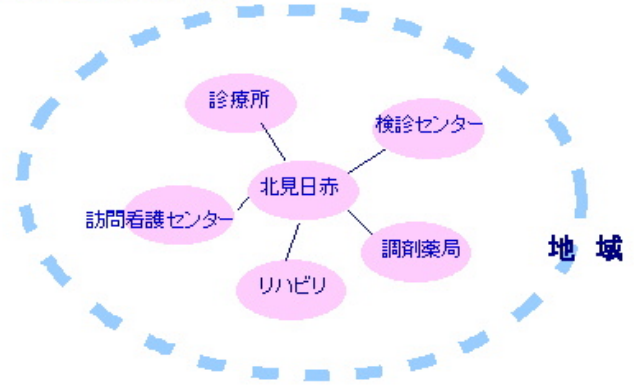 診療所
検診センター
北見日赤
訪問看護センター
調剤薬局
地 域
リハビリ